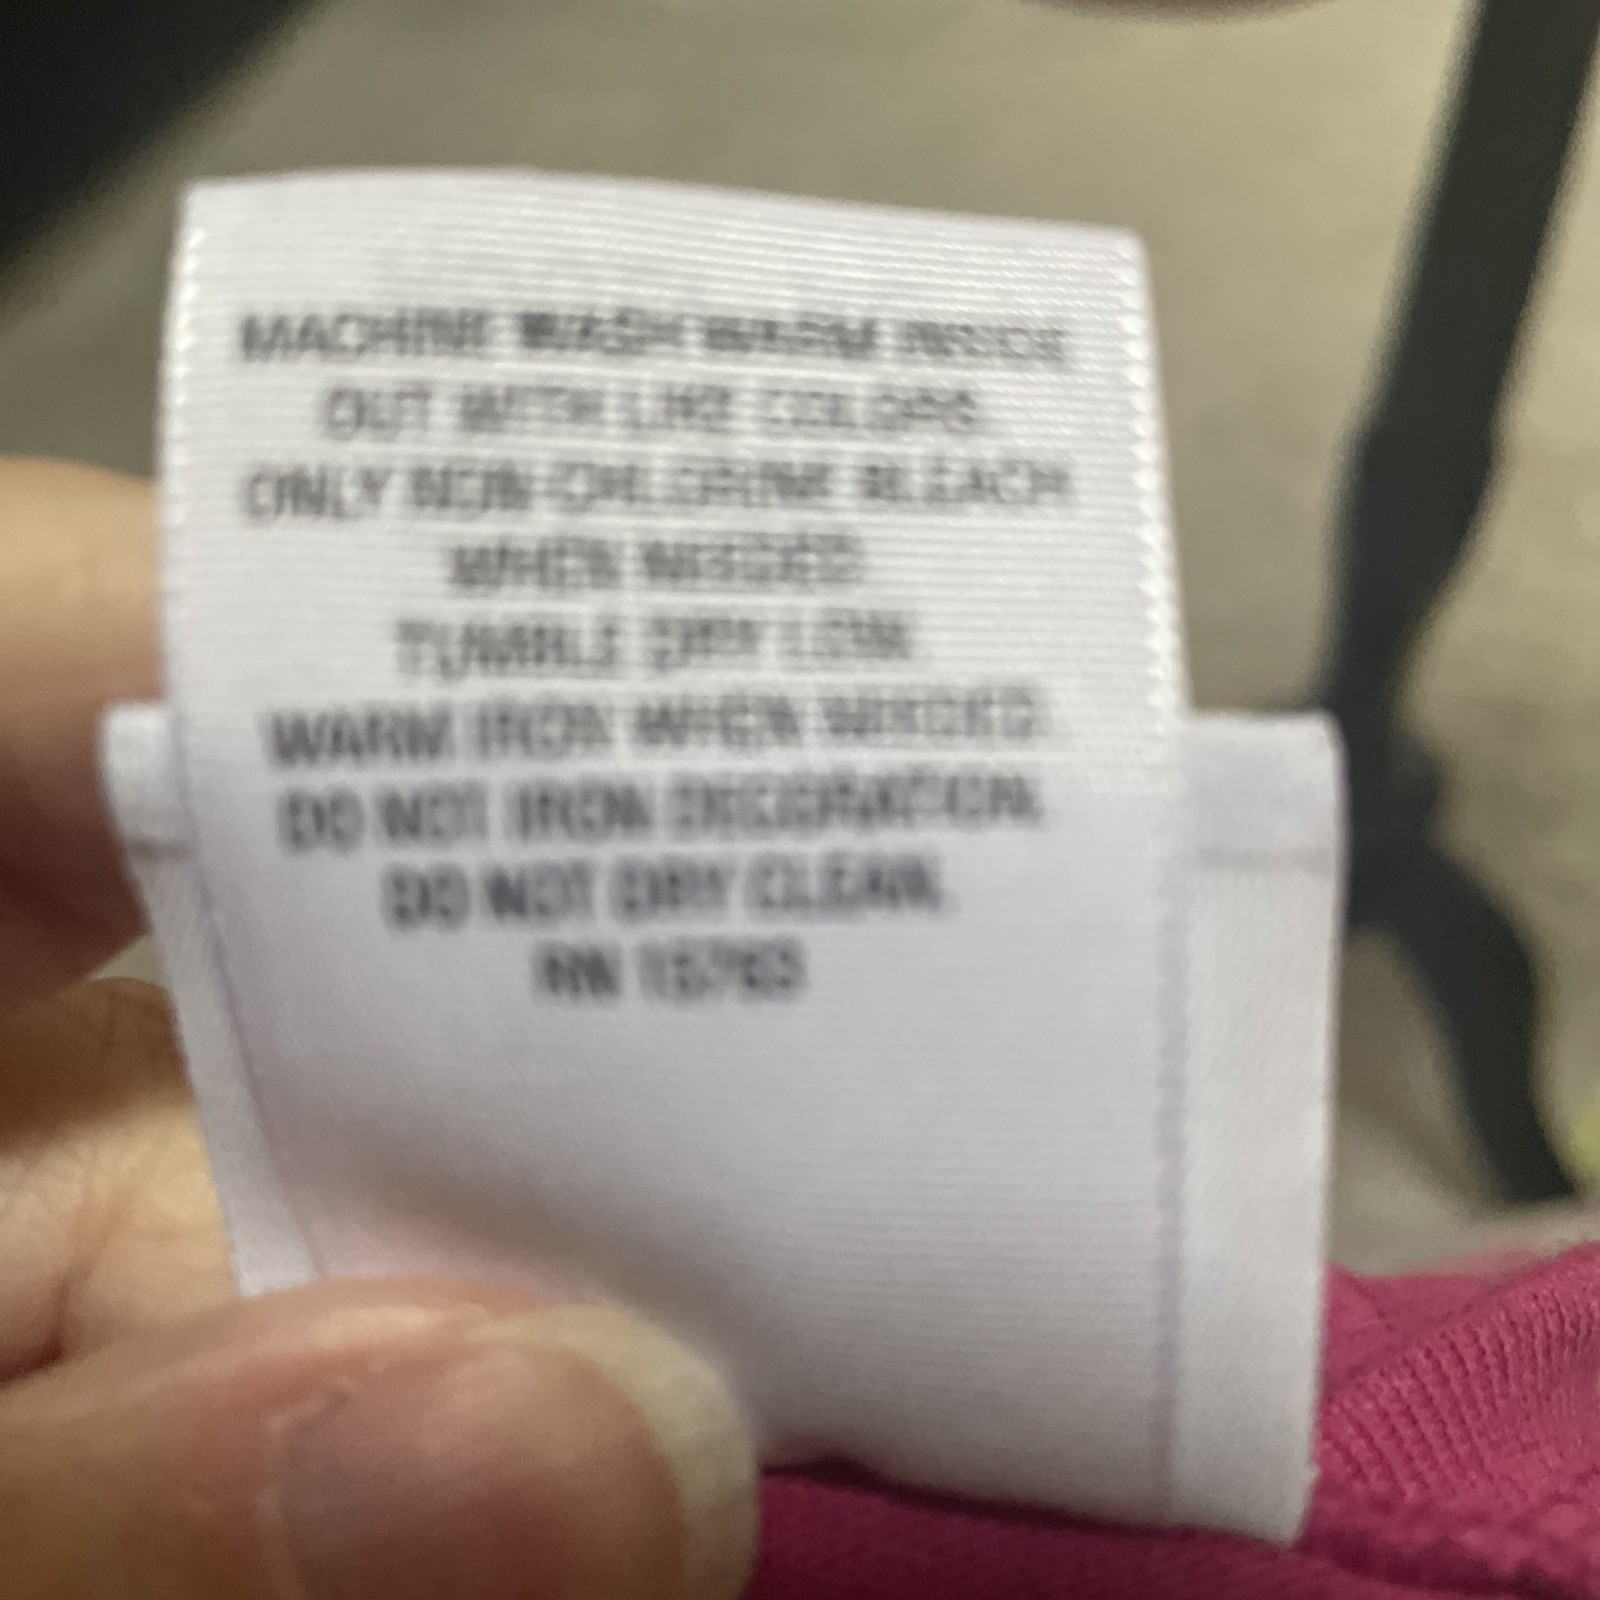 MACHINE WASH WARM INSIDE
OUT WITH LIKE COLORS
ONLY NON-CHLORINE BLEACH
WHEN NEEDED
TUMBLE DRY LOW
WARM IRON WHEN NEEDED.
DO NOT IRON DECORATION.
DO NOT DRY CLEAN.
RN 15763